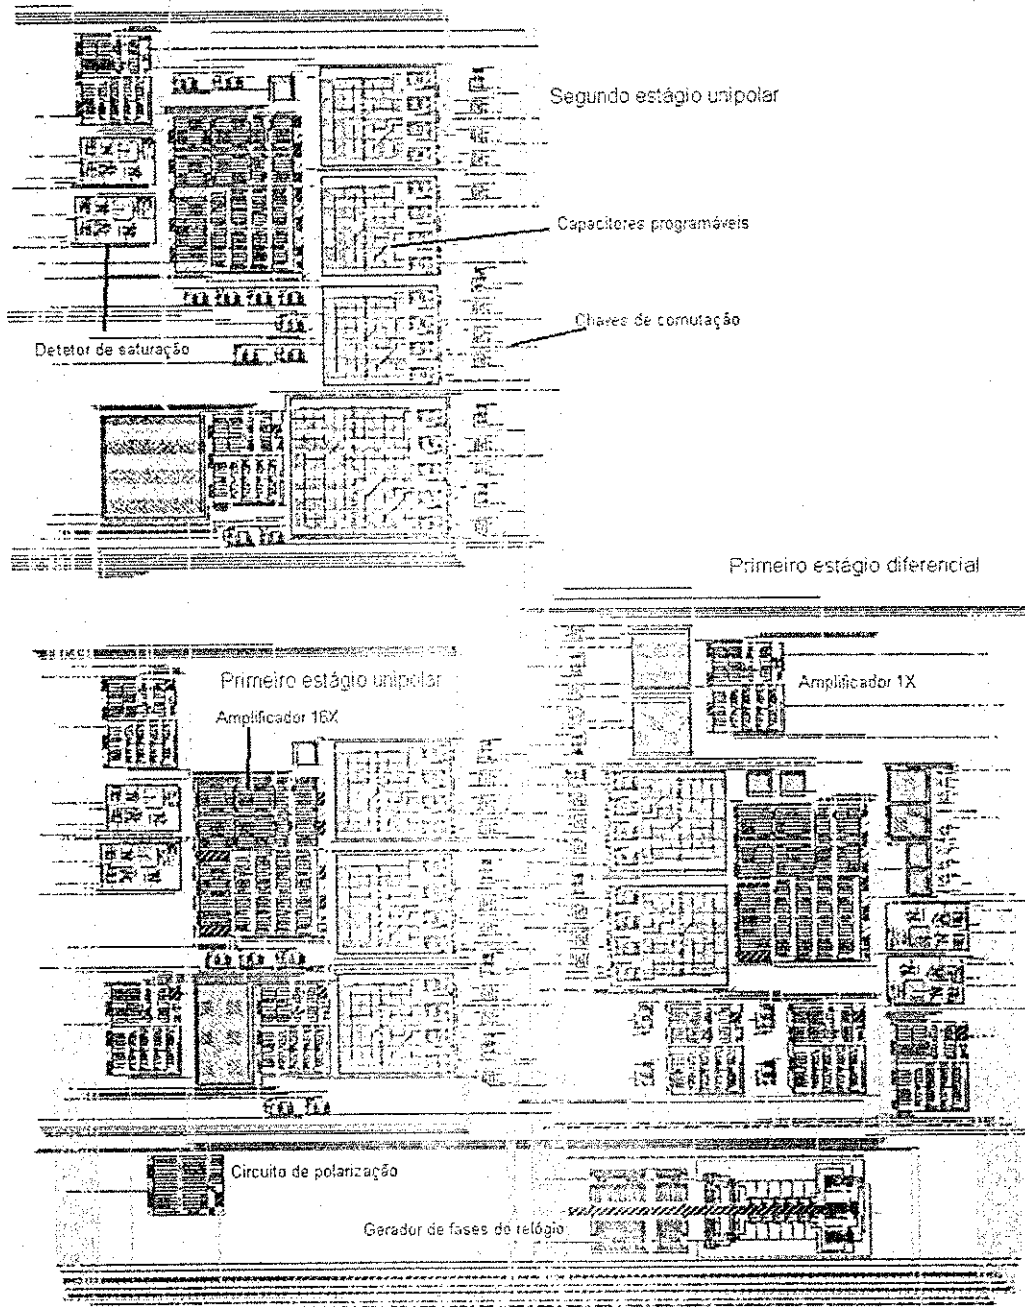 Segundo estágio unipolar
Capacitores programáveis
Chaves de comutação
Detetor de saturação
Primeiro estágio diferencial
Primeiro estágio unipolar
Amplificador 1X
Amplificador 16X
Circuito de polarização
Gerador de fases do relógio